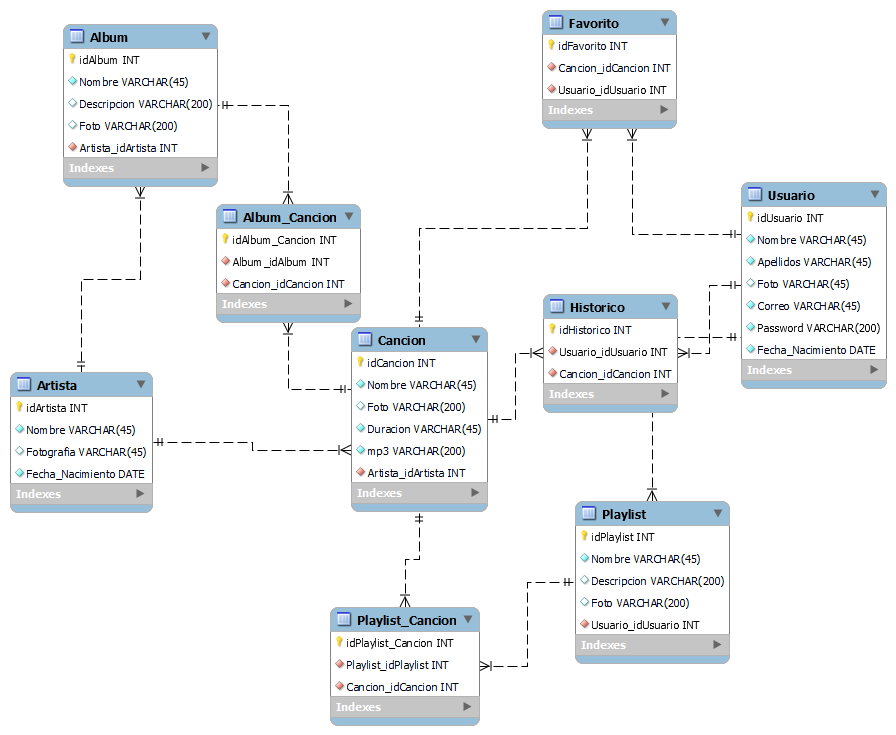 Album
idAlbum INT
Nombre VARCHAR(45)
Descripcion VARCHAR(200)
Foto VARCHAR(200)
Artista_idArtista INT
Indexes
Favorito
idFavorito INT
Cancion_idCancion INT
Usuario_idUsuario INT
Indexes
Album_Cancion
idAlbum_Cancion INT
Album_idAlbum INT
Cancion_idCancion INT
Indexes
Usuario
idUsuario INT
Nombre VARCHAR(45)
Apellidos VARCHAR(45)
Foto VARCHAR(45)
Correo VARCHAR(45)
Password VARCHAR(200)
Fecha_Nacimiento DATE
Indexes
Historico
idHistorico INT
Usuario_idUsuario INT
Cancion_idCancion INT
Indexes
Cancion
idCancion INT
Nombre VARCHAR(45)
Foto VARCHAR(200)
Duracion VARCHAR(45)
mp3 VARCHAR(200)
Artista_idArtista INT
Indexes
Artista
idArtista INT
Nombre VARCHAR(45)
Fotografia VARCHAR(45)
Fecha_Nacimiento DATE
Indexes
Playlist
idPlaylist INT
Nombre VARCHAR(45)
Descripcion VARCHAR(200)
Foto VARCHAR(200)
Usuario_idUsuario INT
Indexes
Playlist_Cancion
idPlaylist_Cancion INT
Playlist_idPlaylist INT
Cancion_idCancion INT
Indexes